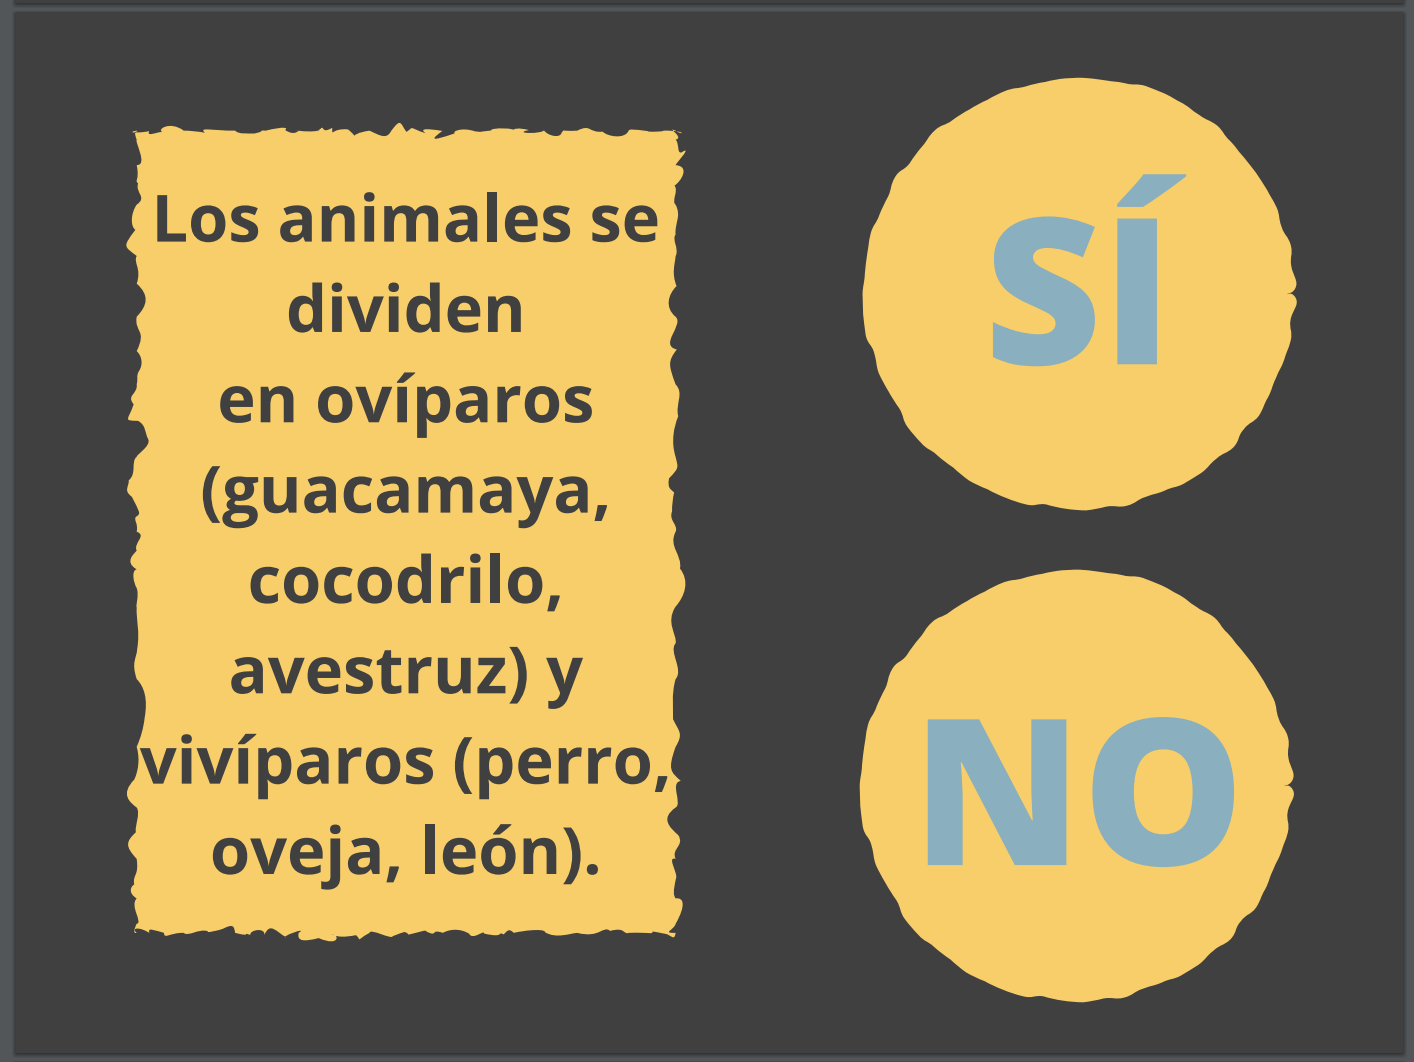 Los animales se
dividen
en ovíparos
(guacamaya,
cocodrilo,
avestruz) y
vivíparos (perro,
oveja, león).
SÍ
NO